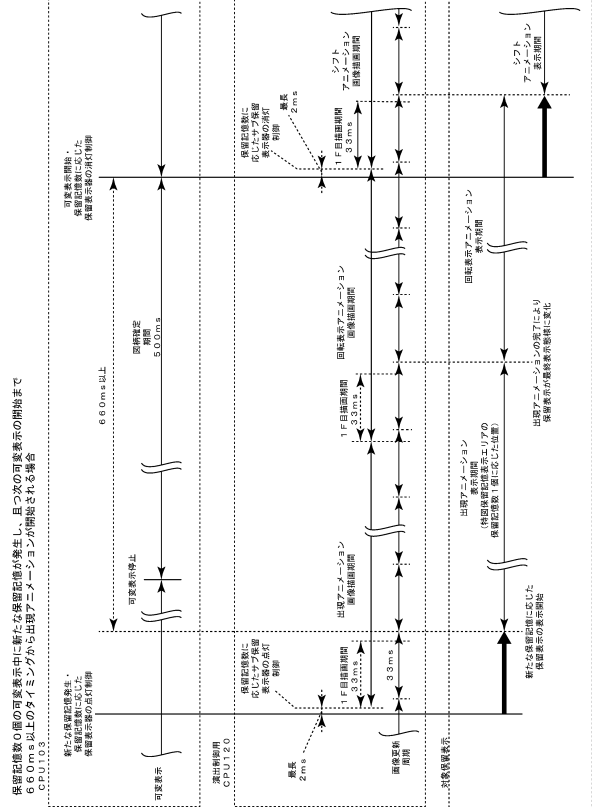 保留記憶数0個の可変表示中に新たな保留記憶が発生し、且つ次の可変表示の開始まで
660ms以上のタイミングから出現アニメーションが開始される場合
CPU103
新たな保留記憶発生・
保留記憶数に応じた
保留表示器の点灯制御
可変表示開始・
保留記憶数に応じた
保留表示器の消灯制御
660ms以上
可変表示停止
図柄確定
期間
500ms
可変表示
演出制御用
CPU120
保留記憶数に
応じたサブ保留
表示器の点灯
制御
最長
2ms
保留記憶数に
応じたサブ保留
表示器の消灯
制御
最長
2ms
1F目描画期間
33ms
出現アニメーション
画像描画期間
1F目描画期間
33ms
回転表示アニメーション
画像描画期間
1F目描画期間
33ms
シフト
アニメーション
画像描画期間
33ms
画像更新
周期
対象保留表示
新たな保留記憶に応じた
保留表示の表示開始
出現アニメーション
表示期間
(特図保留記憶表示エリアの
保留記憶数1個に応じた位置)
出現アニメーションの完了により
保留表示が最終表示態様に変化
回転表示アニメーション
表示期間
シフト
アニメーション
表示期間